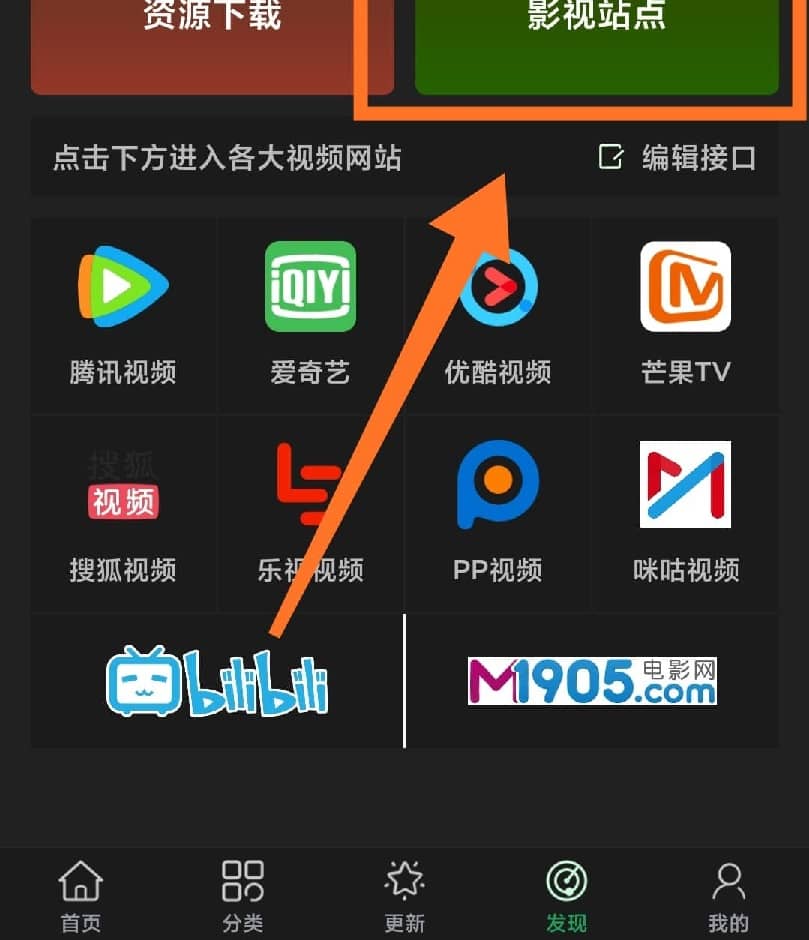 资源下载
影视站点
点击下方进入各大视频网站
编辑接口
iQIYI
腾讯视频
爱奇艺
优酷视频
芒果TV
搜狐
视频
搜狐视频
乐视视频
PP视频
咪咕视频
bilibili
M1905 电影网
.com
首页
分类
更新
发现
我的